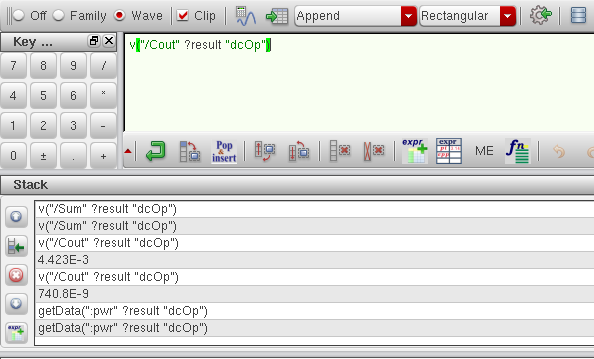 Off Family Wave Clip Append Rectangular
Key ...
v("/Cout" ?result "dcOp")
7 8 9 /
4 5 6 *
1 2 3 -
0 ± . +
Pop & insert
expr
expr
ME
fn
Stack
v("/Sum" ?result "dcOp")
v("/Sum" ?result "dcOp")
v("/Cout" ?result "dcOp")
4.423E-3
v("/Cout" ?result "dcOp")
740.8E-9
getData(":pwr" ?result "dcOp")
getData(":pwr" ?result "dcOp")
expr